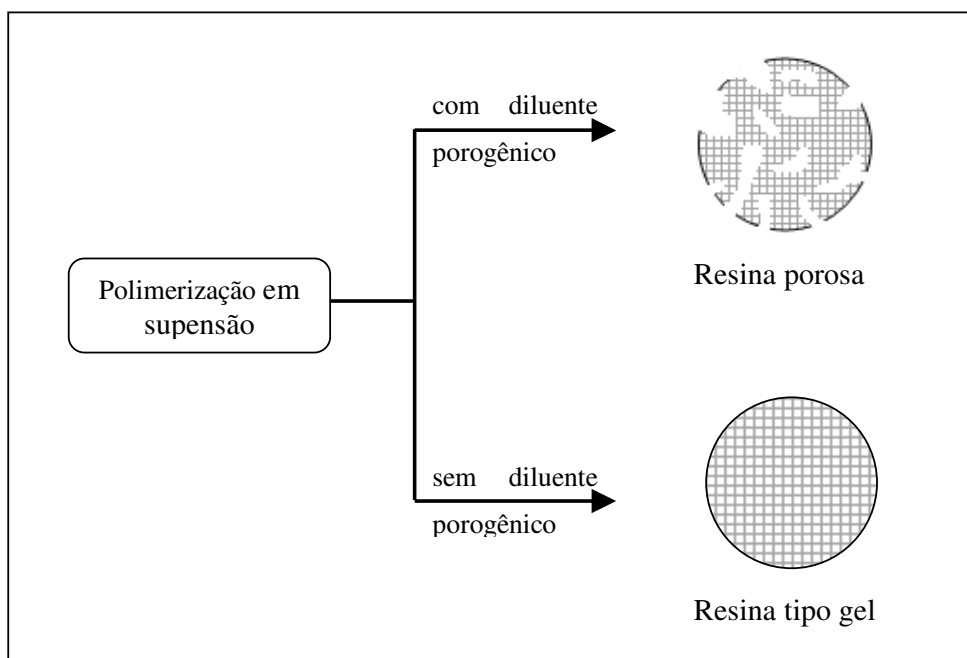 com diluente
porogênico
Resina porosa
Polimerização em
supensão
sem diluente
porogênico
Resina tipo gel